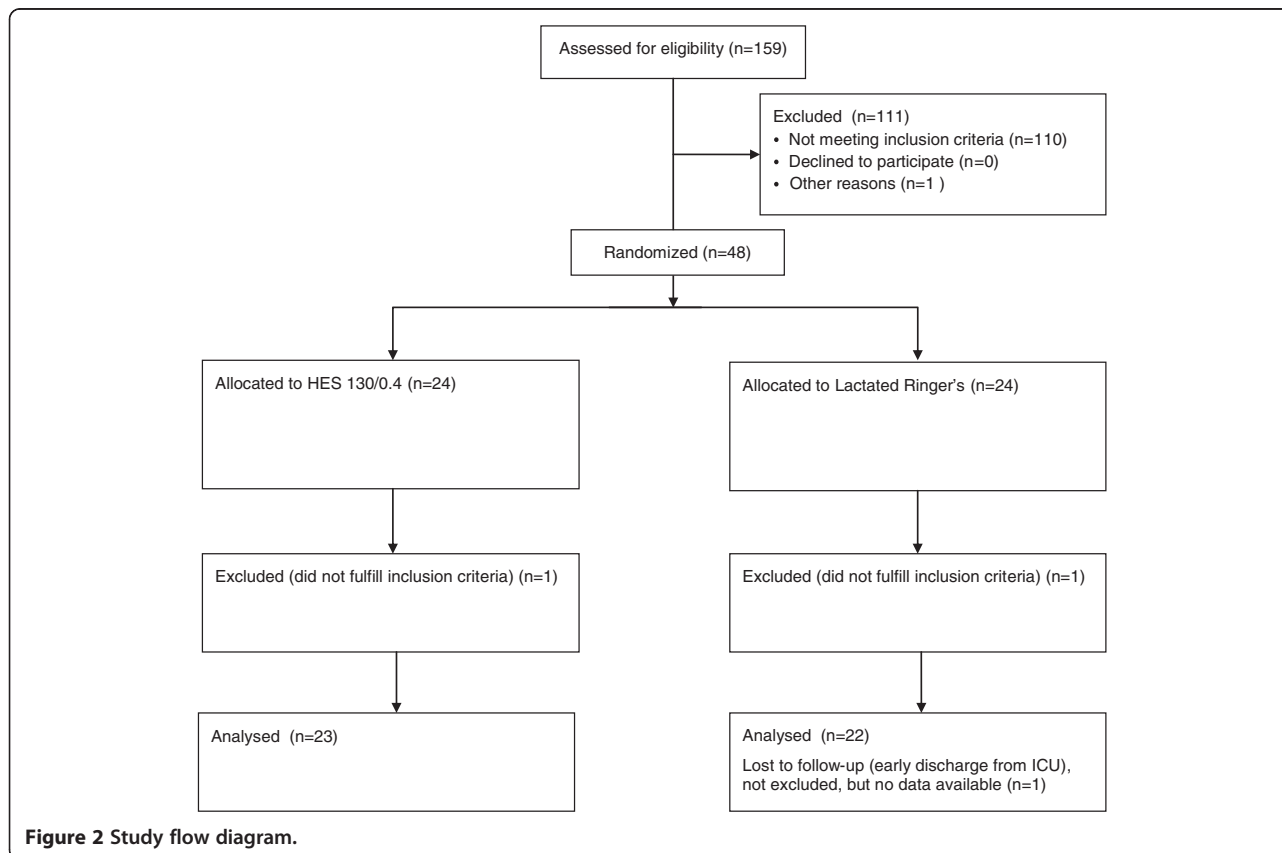 Assessed for eligibility (n=159)
Excluded (n=111)
• Not meeting inclusion criteria (n=110)
• Declined to participate (n=0)
• Other reasons (n=1 )
Randomized (n=48)
Allocated to HES 130/0.4 (n=24)
Allocated to Lactated Ringer's (n=24)
Excluded (did not fulfill inclusion criteria) (n=1)
Excluded (did not fulfill inclusion criteria) (n=1)
Analysed (n=23)
Analysed (n=22)
Lost to follow-up (early discharge from ICU),
not excluded, but no data available (n=1)
Figure 2 Study flow diagram.